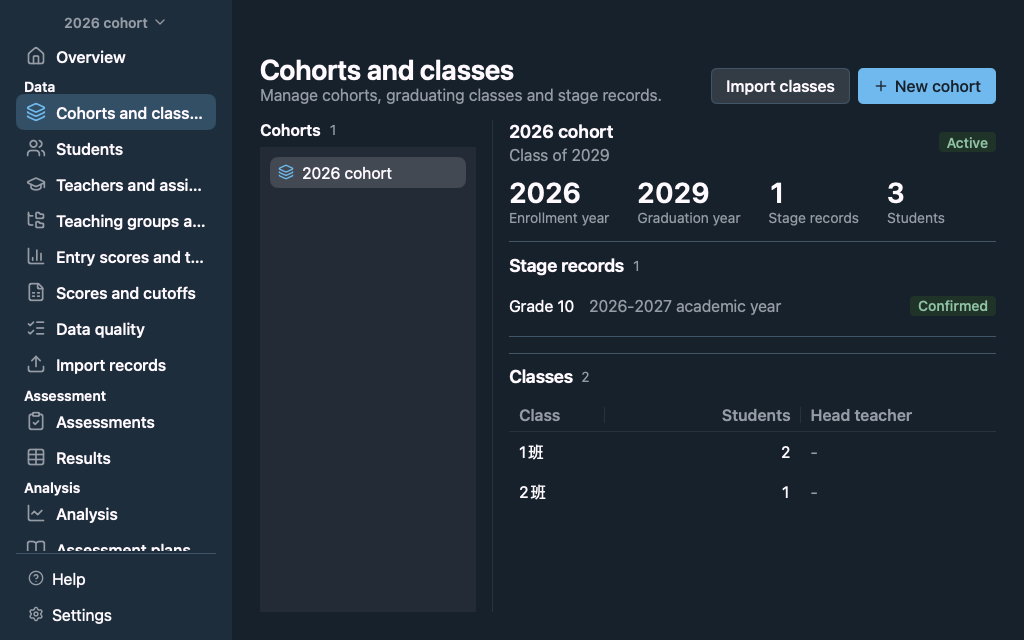 2026 cohort
Overview
Data
Cohorts and class...
Students
Teachers and assi...
Teaching groups a...
Entry scores and t...
Scores and cutoffs
Data quality
Import records
Assessment
Assessments
Results
Analysis
Analysis
Assessment plans
Help
Settings
Cohorts and classes
Manage cohorts, graduating classes and stage records.
Import classes
+ New cohort
Cohorts 1
2026 cohort
2026 cohort
Class of 2029
Active
2026 2029 1 3
Enrollment year Graduation year Stage records Students
Stage records 1
Grade 10 2026-2027 academic year Confirmed
Classes 2
Class Students Head teacher
1班 2 -
2班 1 -